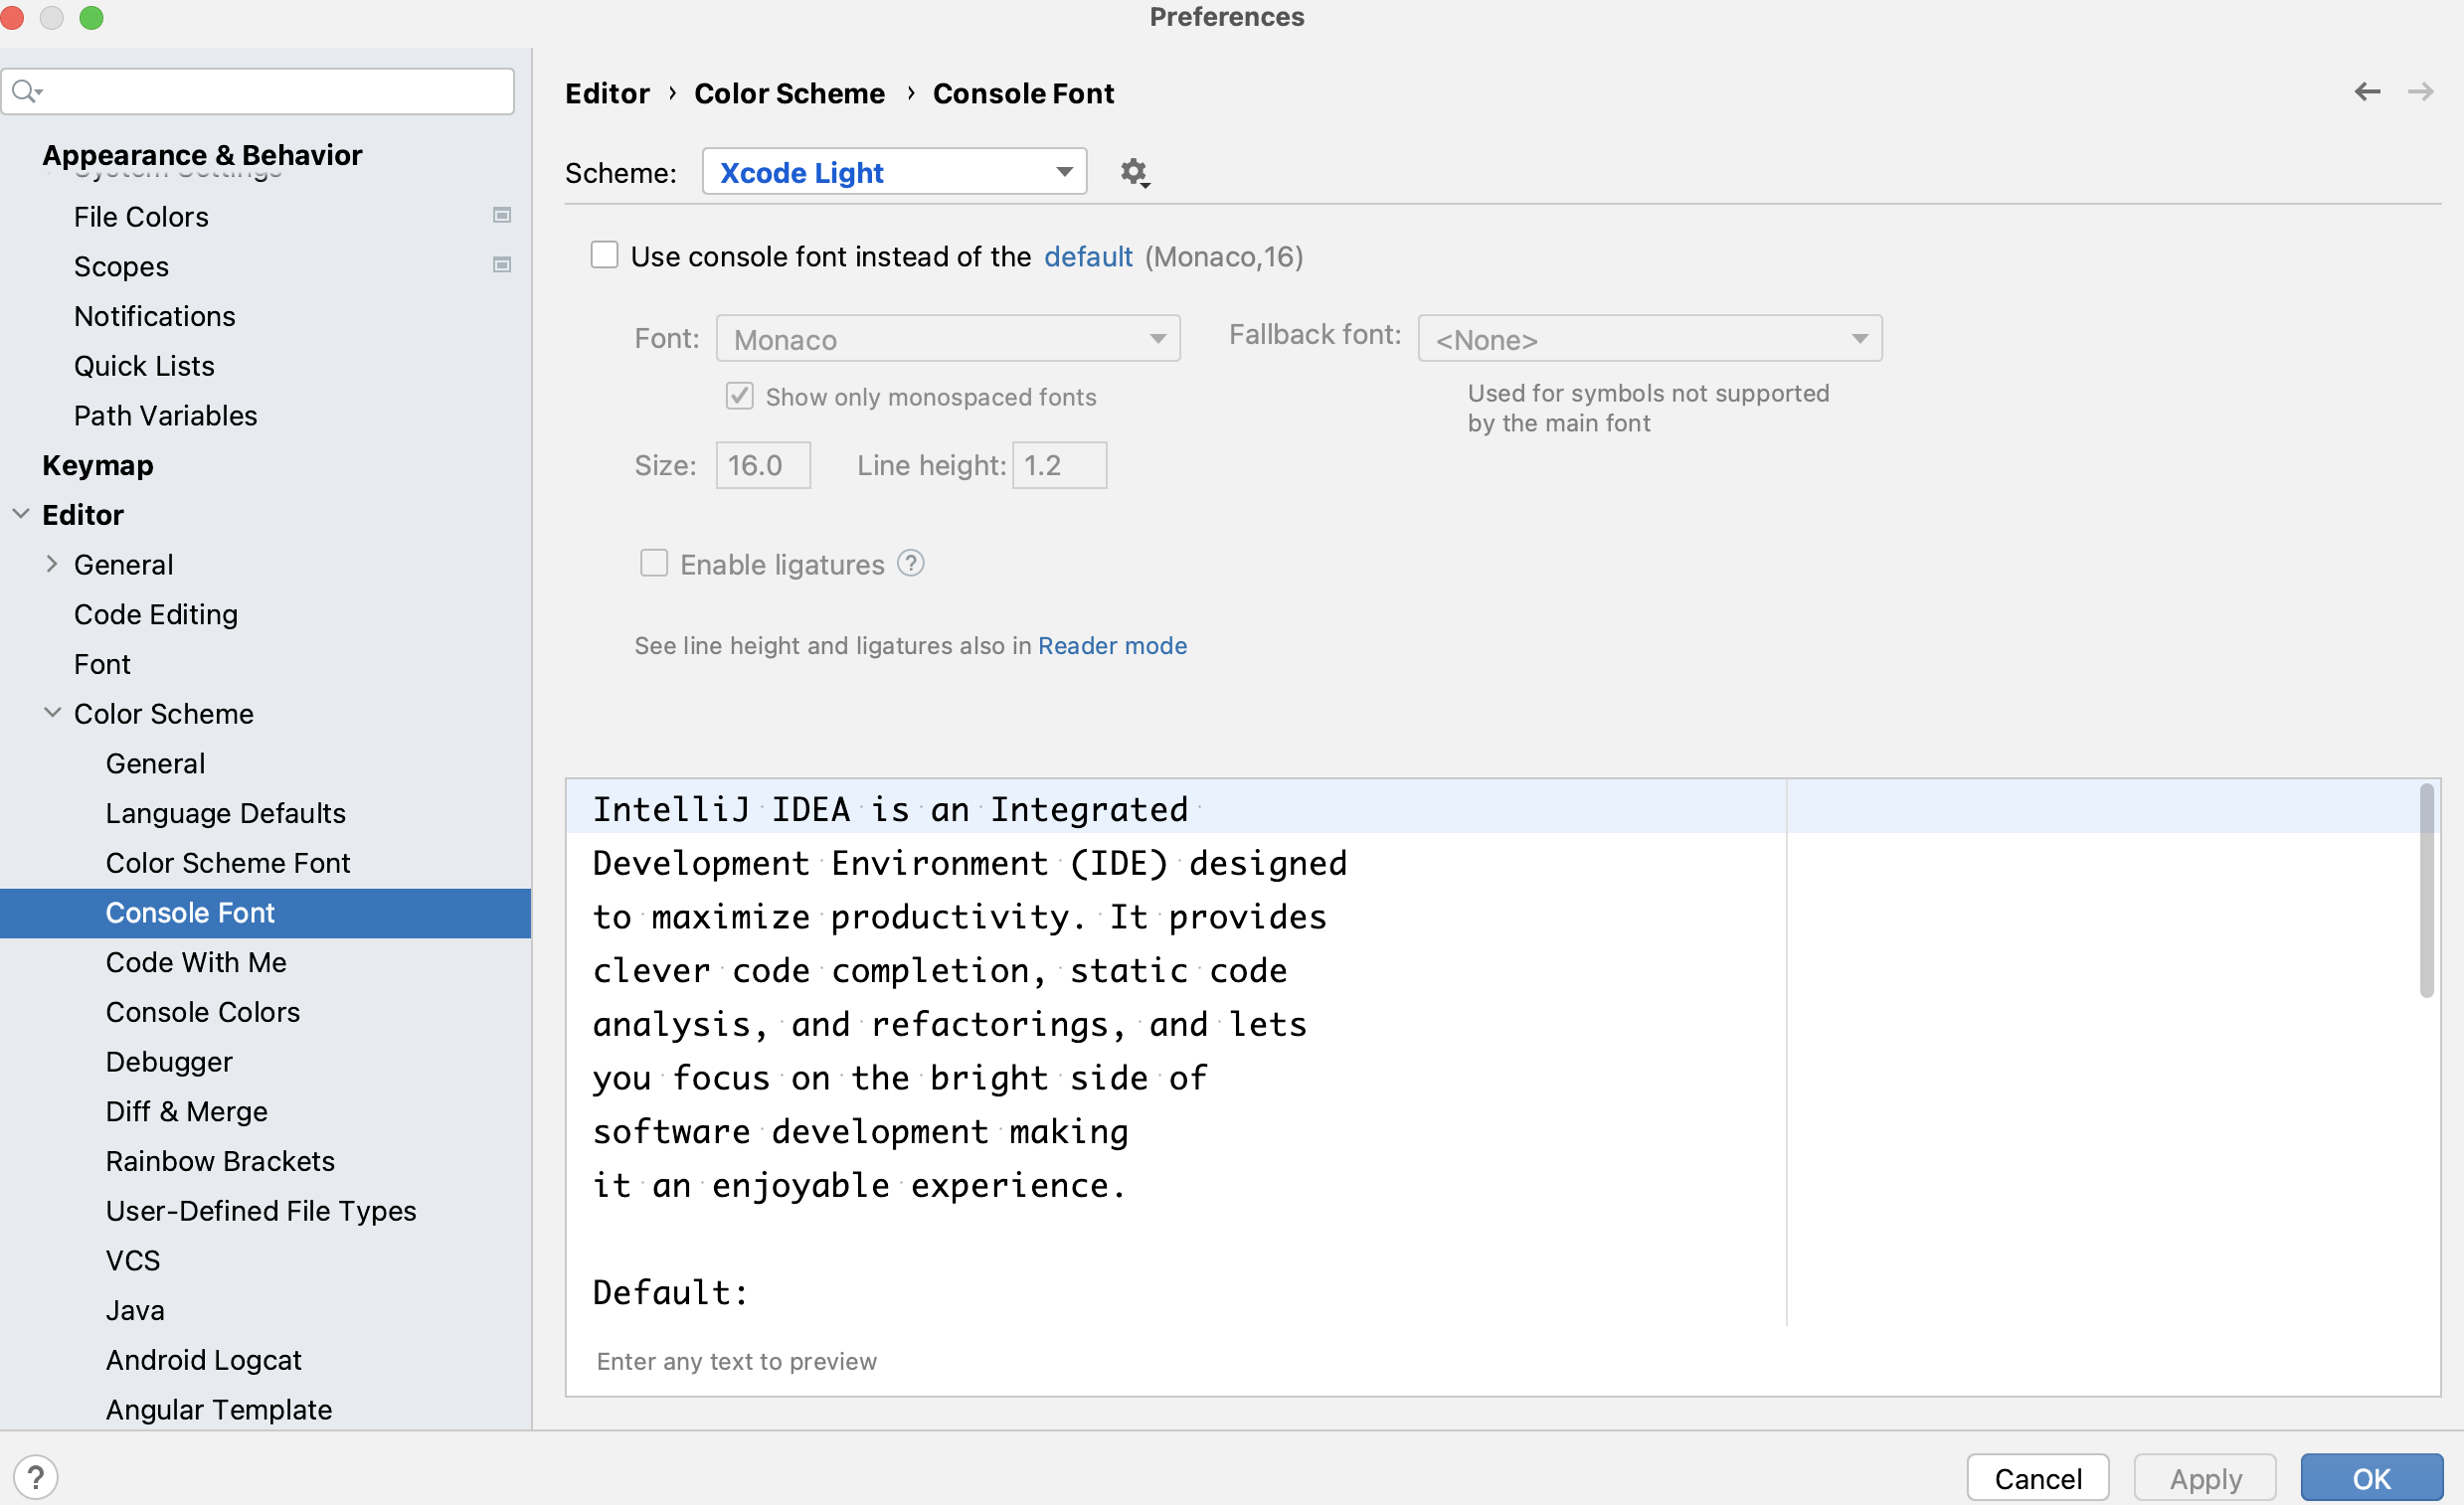 Preferences
Appearance & Behavior
System Settings
File Colors
Scopes
Notifications
Quick Lists
Path Variables
Keymap
Editor
General
Code Editing
Font
Color Scheme
General
Language Defaults
Color Scheme Font
Console Font
Code With Me
Console Colors
Debugger
Diff & Merge
Rainbow Brackets
User-Defined File Types
VCS
Java
Android Logcat
Angular Template
Editor › Color Scheme › Console Font
Scheme: Xcode Light
Use console font instead of the default (Monaco,16)
Font: Monaco Fallback font: <None>
Show only monospaced fonts
Used for symbols not supported
by the main font
Size: 16.0 Line height: 1.2
Enable ligatures ?
See line height and ligatures also in Reader mode
IntelliJ IDEA is an Integrated
Development Environment (IDE) designed
to maximize productivity. It provides
clever code completion, static code
analysis, and refactorings, and lets
you focus on the bright side of
software development making
it an enjoyable experience.
Default:
Enter any text to preview
? Cancel Apply OK